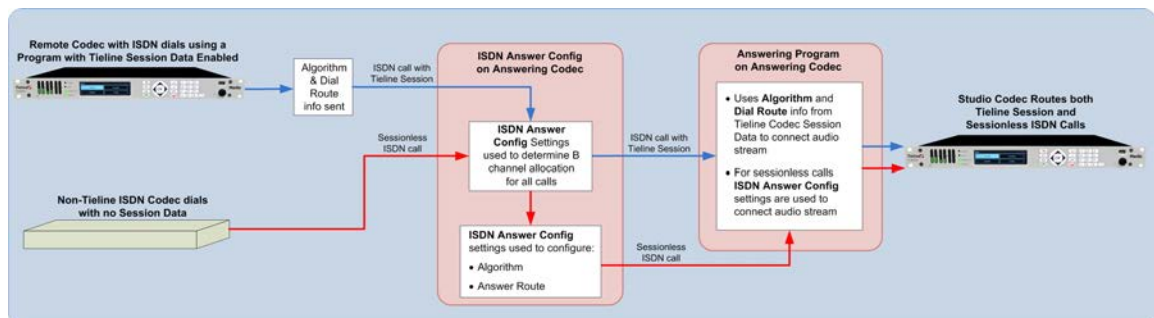 Remote Codec with ISDN dials using a
Program with Tieline Session Data Enabled
Algorithm
& Dial
Route
info sent
ISDN call with
Tieline Session
Sessionless
ISDN call
Non-Tieline ISDN Codec dials
with no Session Data
ISDN Answer Config
on Answering Codec
ISDN Answer
Config Settings
used to determine B
channel allocation
for all calls
ISDN Answer Config
settings used to configure:
• Algorithm
• Answer Route
ISDN call with
Tieline Session
Sessionless
ISDN call
Answering Program
on Answering Codec
• Uses Algorithm and
Dial Route info from
Tieline Codec Session
Data to connect audio
stream
• For sessionless calls
ISDN Answer Config
settings are used to
connect audio stream
Studio Codec Routes both
Tieline Session and
Sessionless ISDN Calls